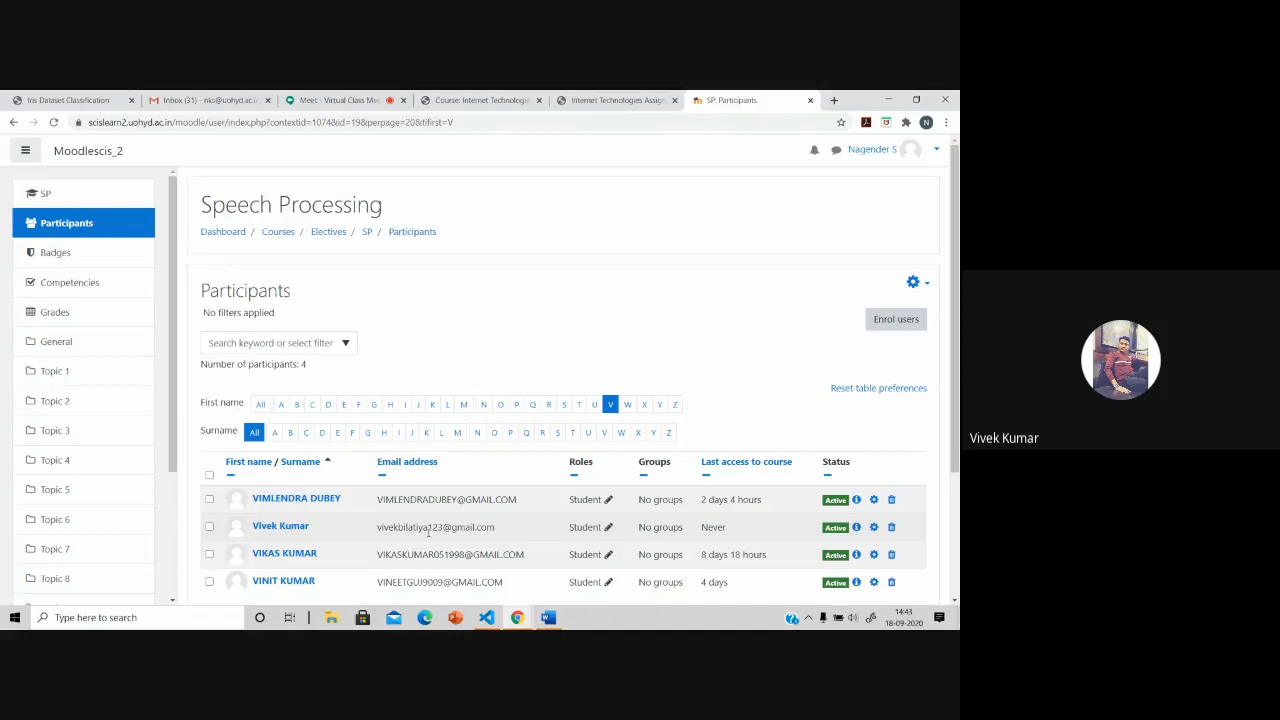 Iris Dataset Classification
Inbox (31) - nks@uohyd.ac.in
Meet - Virtual Class Mee
Course: Internet Technologie
Internet Technologies Assign
SP: Participants
scislearn2.uohyd.ac.in/moodle/user/index.php?contextid=1074&id=19&perpage=20&tifirst=V
N
Moodlescis_2
Nagender S
SP
Participants
Badges
Competencies
Grades
General
Topic 1
Topic 2
Topic 3
Topic 4
Topic 5
Topic 6
Topic 7
Topic 8
Speech Processing
Dashboard / Courses / Electives / SP / Participants
Participants
No filters applied
Enrol users
Search keyword or select filter ▼
Number of participants: 4
Reset table preferences
First name All A B C D E F G H I J K L M N O P Q R S T U V W X Y Z
Surname All A B C D E F G H I J K L M N O P Q R S T U V W X Y Z
First name / Surname Email address Roles Groups Last access to course Status
VIMLENDRA DUBEY VIMLENDRADUBEY@GMAIL.COM Student No groups 2 days 4 hours Active
Vivek Kumar vivekbilatiya123@gmail.com Student No groups Never Active
VIKAS KUMAR VIKASKUMAR051998@GMAIL.COM Student No groups 8 days 18 hours Active
VINIT KUMAR VINEETGUJ9009@GMAIL.COM Student No groups 4 days Active
Type here to search
14:43
18-09-2020
Vivek Kumar